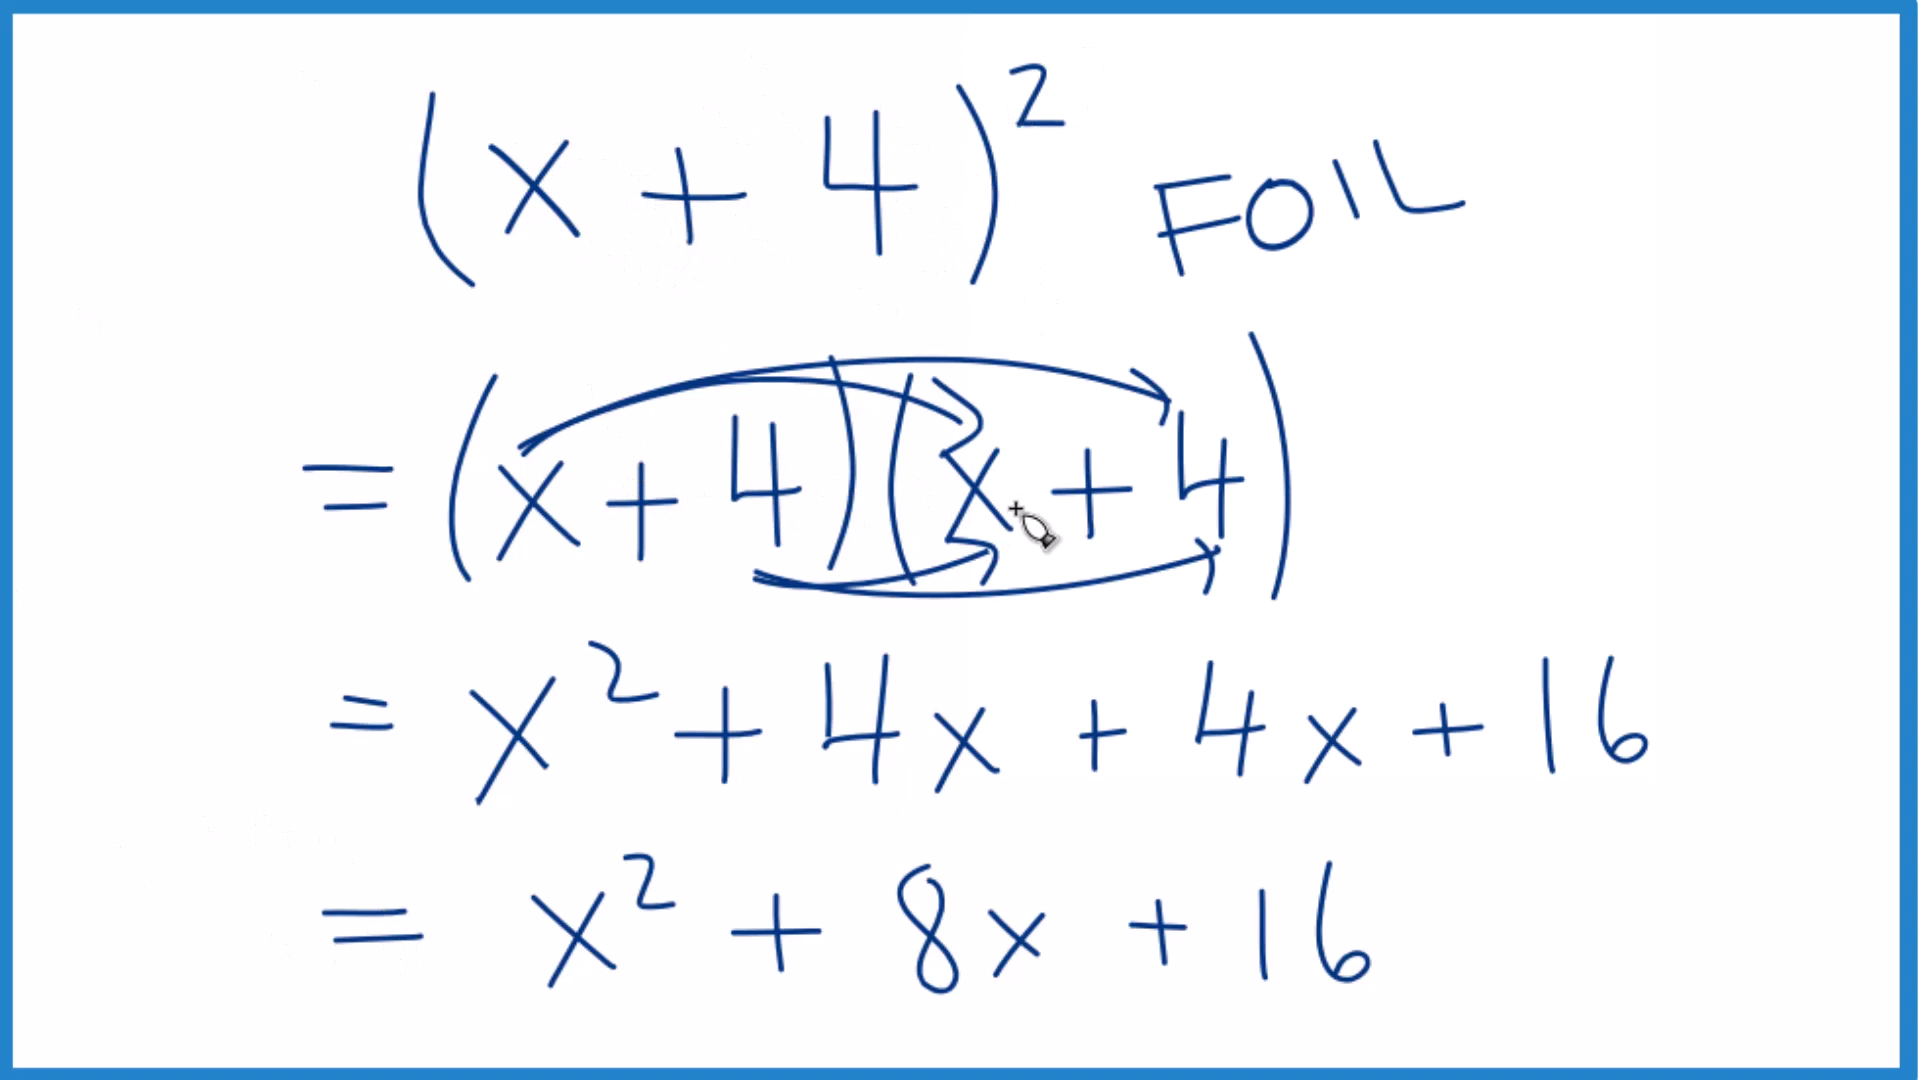 (x + 4)² FOIL
= (x + 4)(x + 4)
= x² + 4x + 4x + 16
= x² + 8x + 16